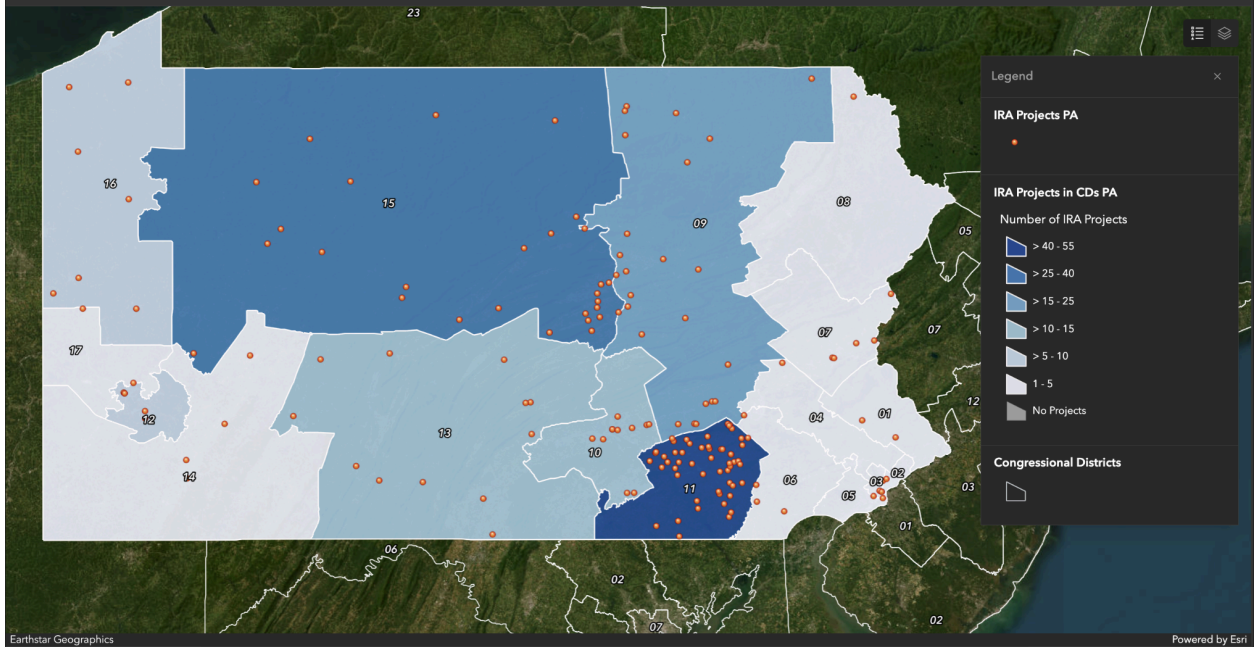 23
Legend
×
IRA Projects PA
IRA Projects in CDs PA
Number of IRA Projects
> 40 - 55
> 25 - 40
> 15 - 25
> 10 - 15
> 5 - 10
1 - 5
No Projects
Congressional Districts
16
15
08
09
05
17
07
07
12
12
04
01
13
10
14
11
06
02
03
05
03
01
06
02
07
02
Earthstar Geographics
Powered by Esri